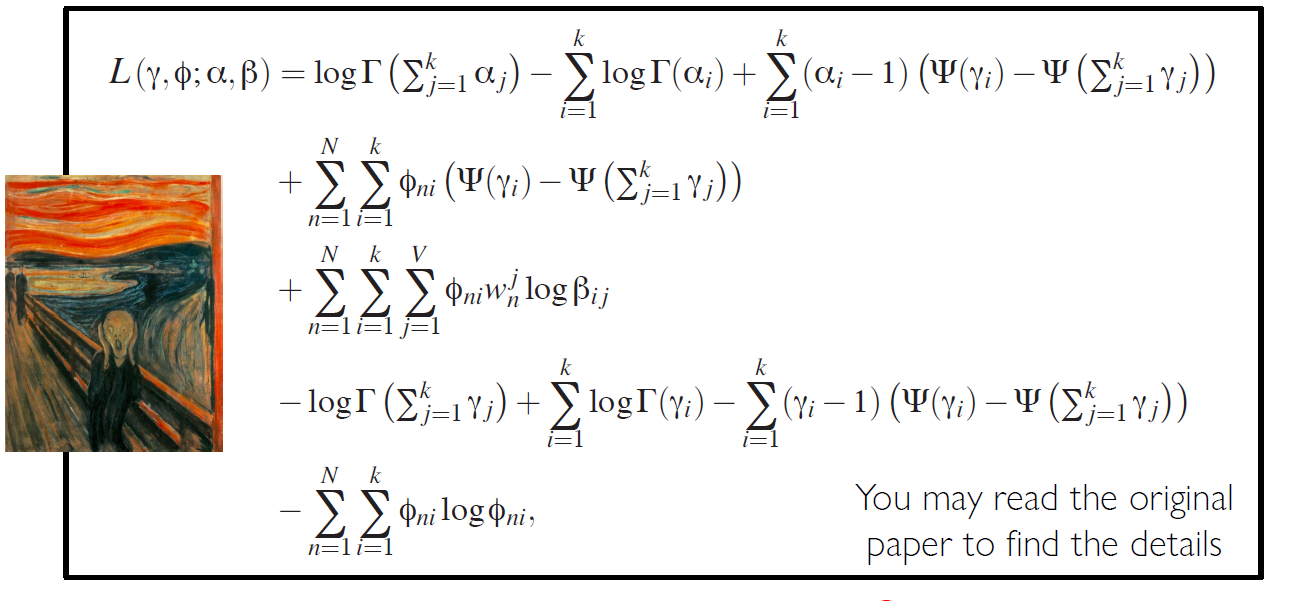 L(γ,ϕ;α,β) = log Γ(∑_{j=1}^{k} α_j) − ∑_{i=1}^{k} log Γ(α_i) + ∑_{i=1}^{k} (α_i − 1) (Ψ(γ_i) − Ψ(∑_{j=1}^{k} γ_j))
+ ∑_{n=1}^{N} ∑_{i=1}^{k} ϕ_{ni} (Ψ(γ_i) − Ψ(∑_{j=1}^{k} γ_j))
+ ∑_{n=1}^{N} ∑_{i=1}^{k} ∑_{j=1}^{V} ϕ_{ni} w_n^j log β_{ij}
− log Γ(∑_{j=1}^{k} γ_j) + ∑_{i=1}^{k} log Γ(γ_i) − ∑_{i=1}^{k} (γ_i − 1) (Ψ(γ_i) − Ψ(∑_{j=1}^{k} γ_j))
− ∑_{n=1}^{N} ∑_{i=1}^{k} ϕ_{ni} log ϕ_{ni},
You may read the original
paper to find the details